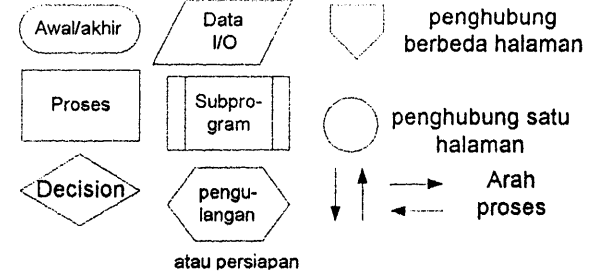 Awal/akhir
Data
I/O
penghubung
berbeda halaman
Proses
Subpro-
gram
penghubung satu
halaman
Decision
pengu-
langan
Arah
proses
atau persiapan